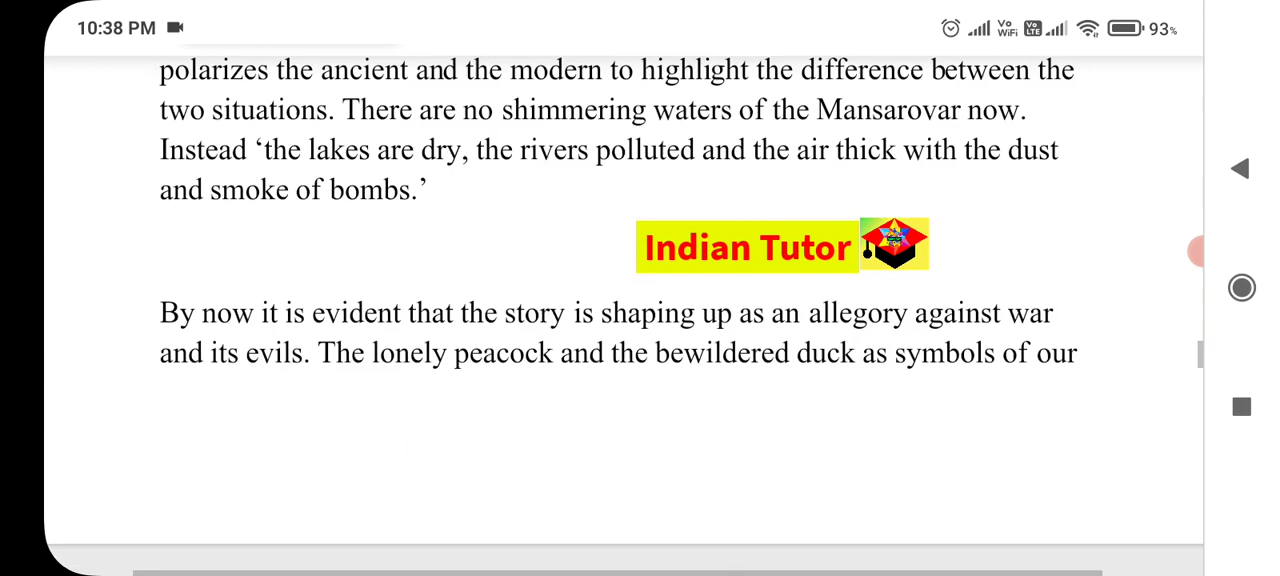 10:38 PM Vo WiFi Vo LTE 93%
polarizes the ancient and the modern to highlight the difference between the
two situations. There are no shimmering waters of the Mansarovar now.
Instead ‘the lakes are dry, the rivers polluted and the air thick with the dust
and smoke of bombs.’
Indian Tutor
By now it is evident that the story is shaping up as an allegory against war
and its evils. The lonely peacock and the bewildered duck as symbols of our